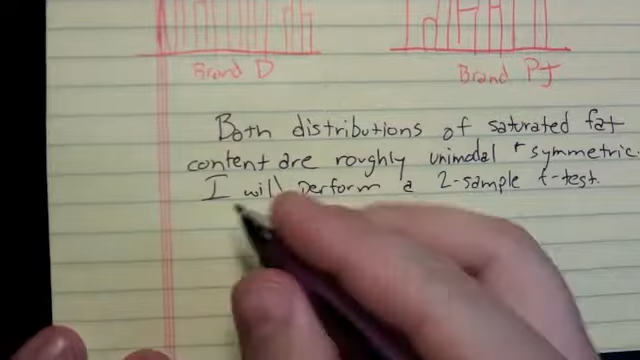 Brand D
Brand PJ
Both distributions of saturated fat
content are roughly unimodal + symmetric.
I will perform a 2-sample t-test.